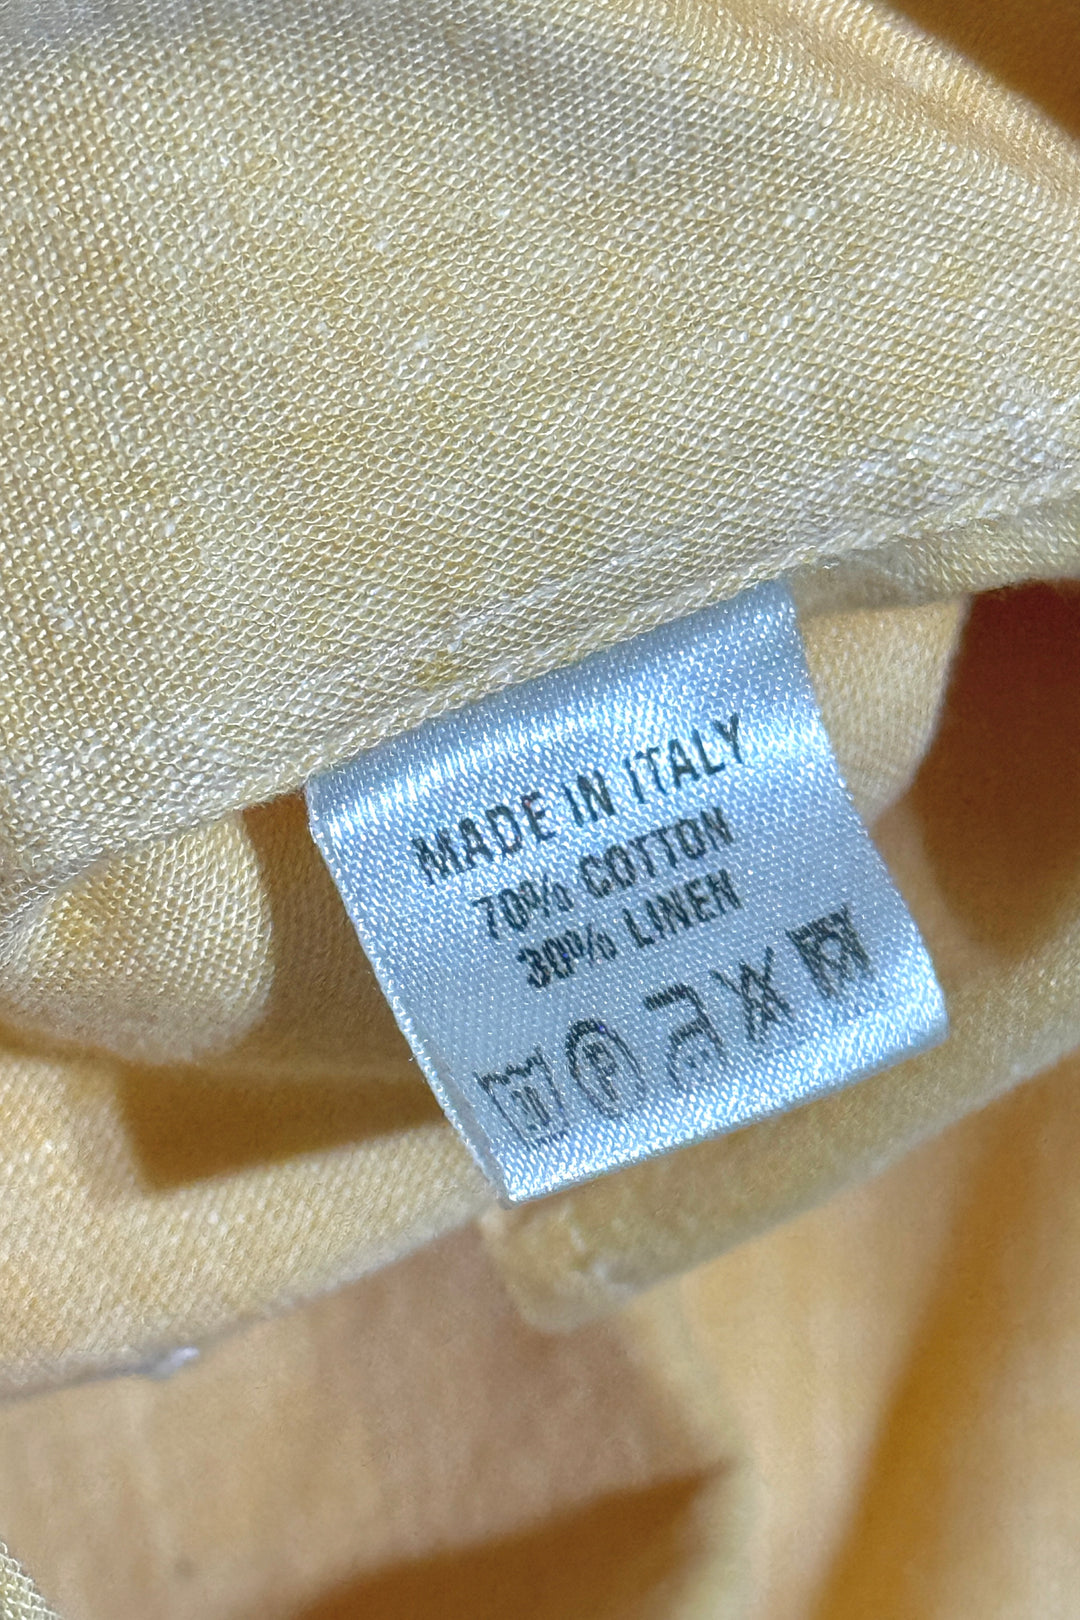 MADE IN ITALY
70% COTTON
30% LINEN
P